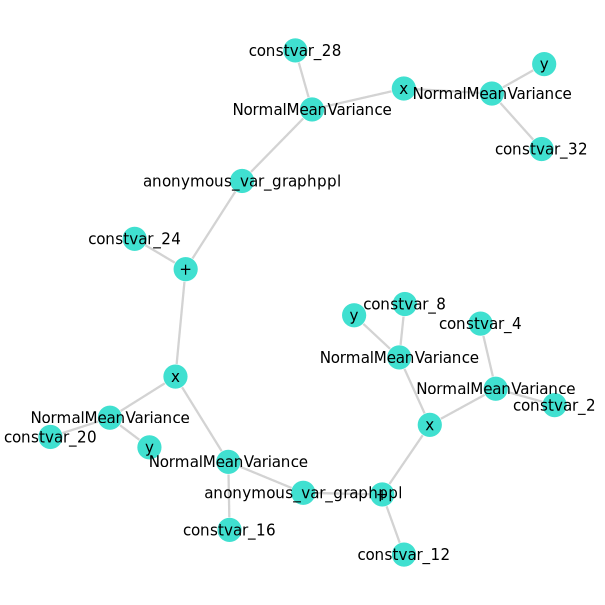 constvar_28
y
x
NormalMeanVariance
NormalMeanVariance
constvar_32
anonymous_var_graphppl
constvar_24
+
y
constvar_8
constvar_4
NormalMeanVariance
x
NormalMeanVariance
constvar_2
NormalMeanVariance
x
constvar_20
y
NormalMeanVariance
anonymous_var_graphppl
+
constvar_16
constvar_12